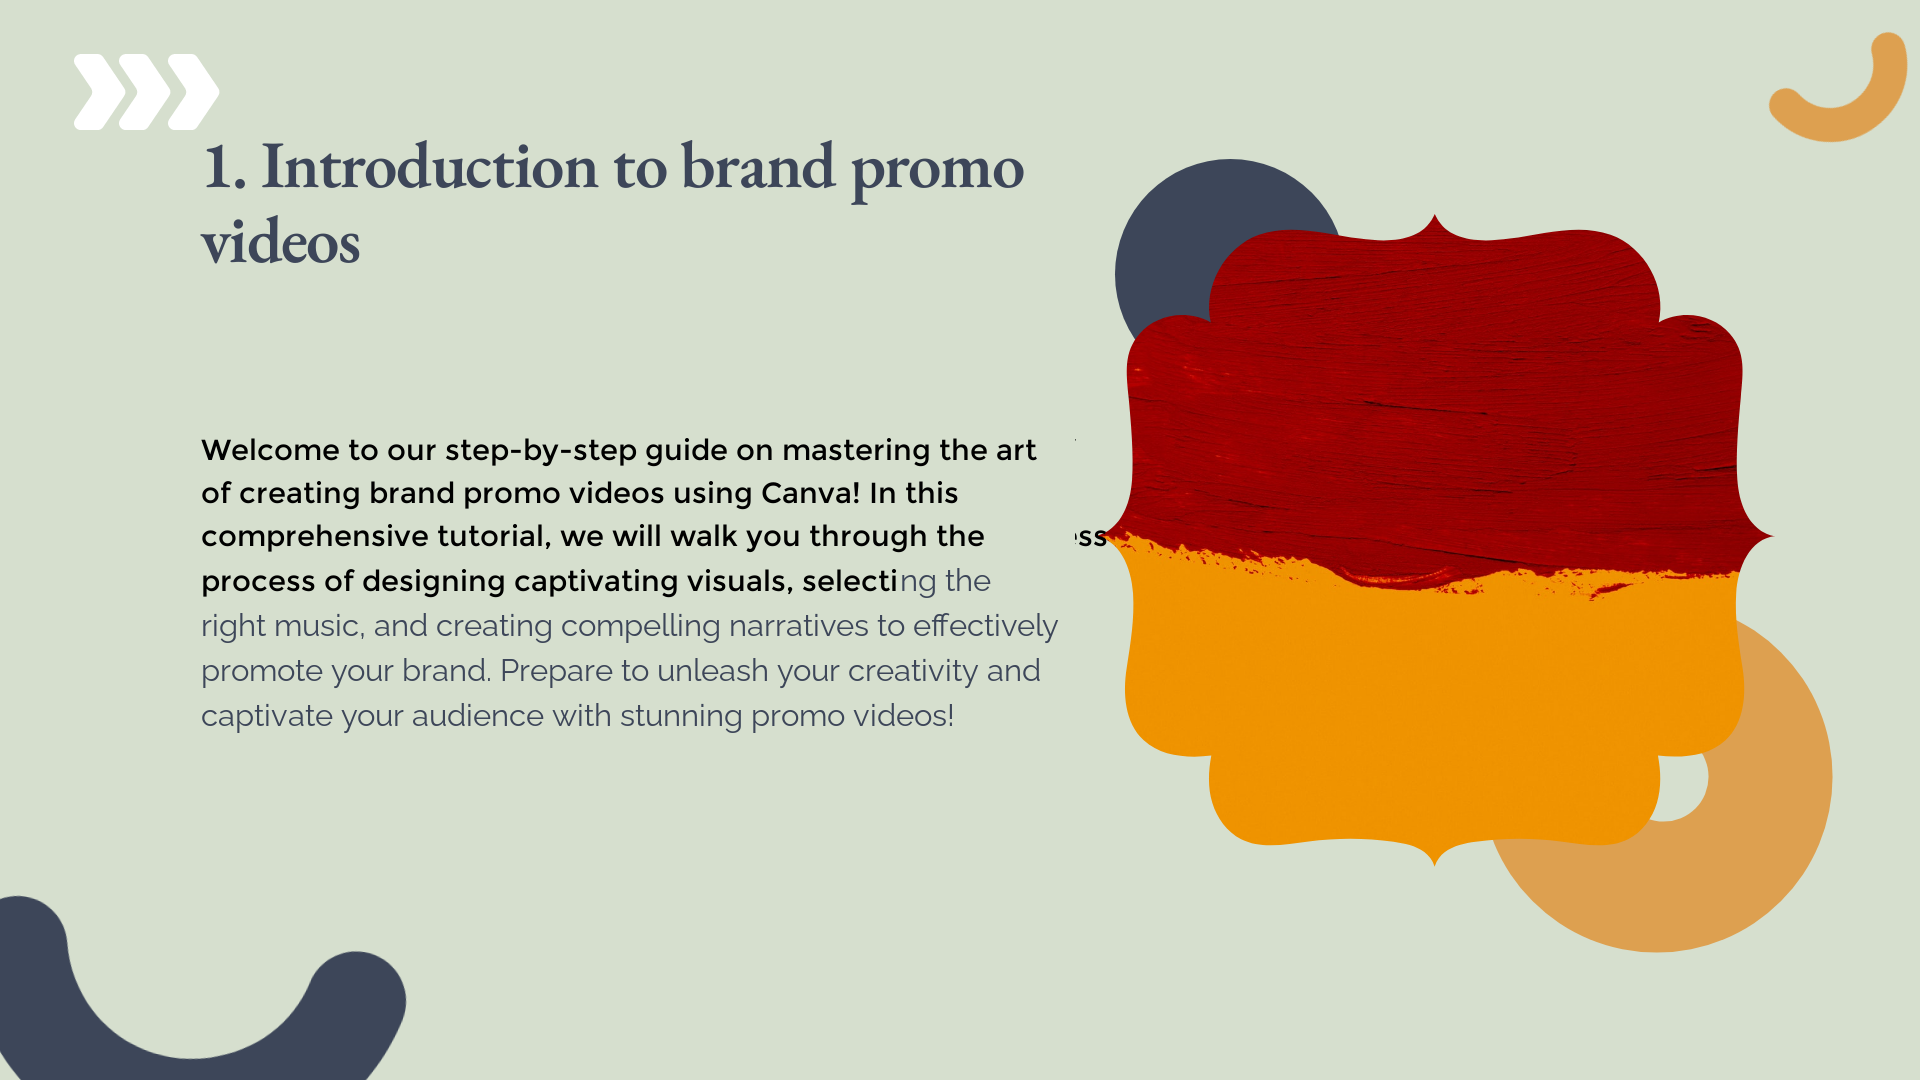 1. Introduction to brand promo
videos
Welcome to our step-by-step guide on mastering the art
of creating brand promo videos using Canva! In this
comprehensive tutorial, we will walk you through the
ss
process of designing captivating visuals, selecting the
right music, and creating compelling narratives to effectively
promote your brand. Prepare to unleash your creativity and
captivate your audience with stunning promo videos!